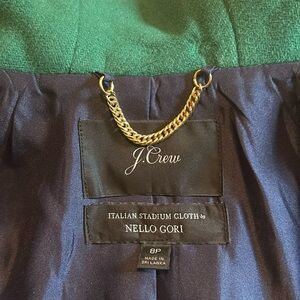 J.Crew
ITALIAN STADIUM CLOTH by
NELLO GORI
8P
MADE IN
SRI LANKA